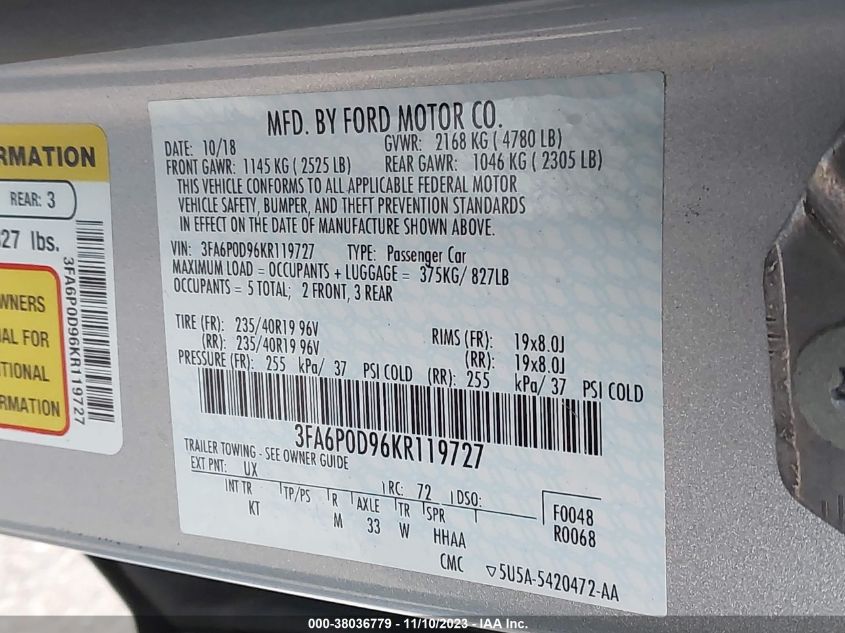 RMATION
REAR: 3
27 lbs.
WNERS
AL FOR
TIONAL
RMATION
3FA6P0D96KR119727
MFD. BY FORD MOTOR CO.
DATE: 10/18 GVWR: 2168 KG ( 4780 LB)
FRONT GAWR: 1145 KG ( 2525 LB) REAR GAWR: 1046 KG ( 2305 LB)
THIS VEHICLE CONFORMS TO ALL APPLICABLE FEDERAL MOTOR
VEHICLE SAFETY, BUMPER, AND THEFT PREVENTION STANDARDS
IN EFFECT ON THE DATE OF MANUFACTURE SHOWN ABOVE.
VIN: 3FA6P0D96KR119727 TYPE: Passenger Car
MAXIMUM LOAD = OCCUPANTS + LUGGAGE = 375KG/ 827LB
OCCUPANTS = 5 TOTAL; 2 FRONT, 3 REAR
TIRE (FR): 235/40R19 96V RIMS (FR): 19x8.0J
(RR): 235/40R19 96V (RR): 19x8.0J
PRESSURE (FR): 255 kPa/ 37 PSI COLD (RR): 255 kPa/ 37 PSI COLD
3FA6P0D96KR119727
TRAILER TOWING - SEE OWNER GUIDE
EXT PNT: UX RC: 72 DSO:
INT TR TP/PS R AXLE TR SPR F0048
KT M 33 W HHAA R0068
CMC ▽5U5A-5420472-AA
000-38036779 - 11/10/2023 - IAA Inc.